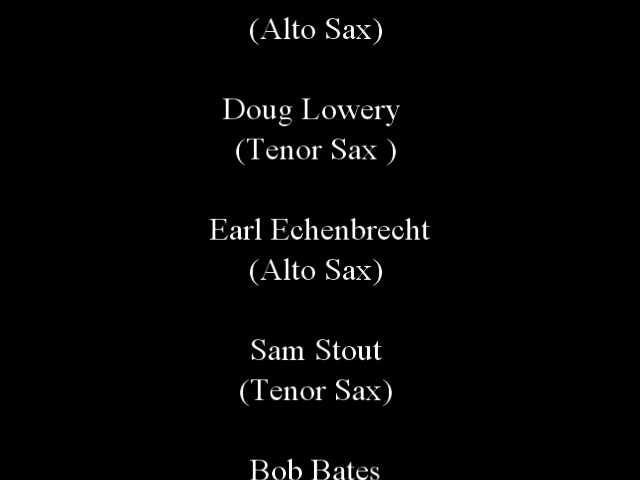 (Alto Sax)
Doug Lowery
(Tenor Sax )
Earl Echenbrecht
(Alto Sax)
Sam Stout
(Tenor Sax)
Bob Bates